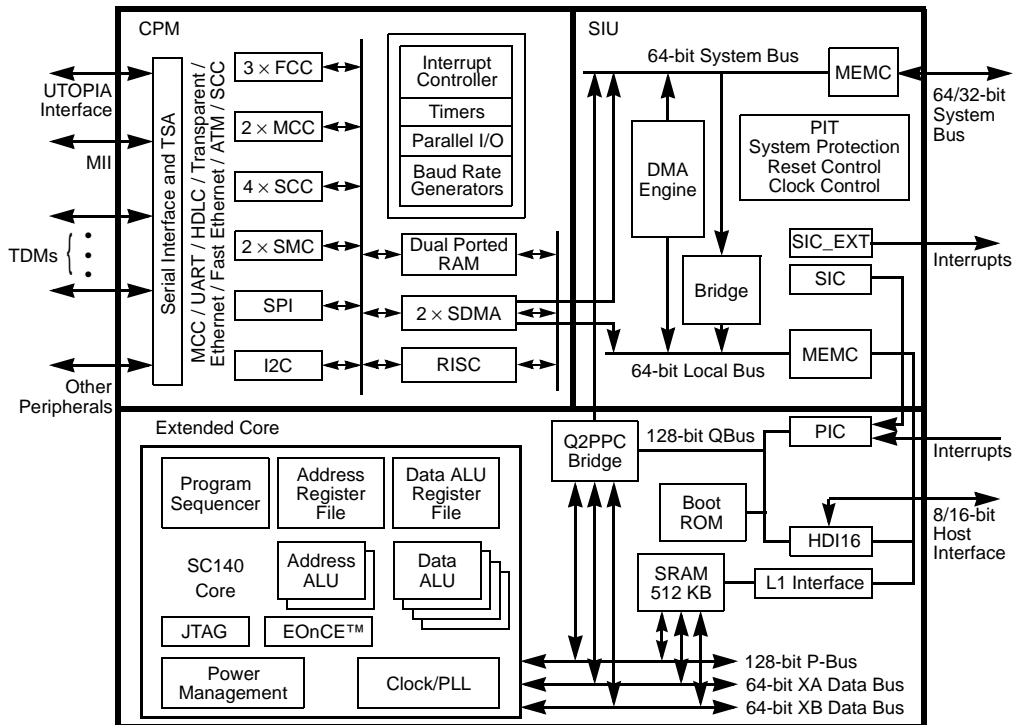 CPM
UTOPIA
Interface
MII
TDMs
Other
Peripherals
Serial Interface and TSA
MCC / UART / HDLC / Transparent /
Ethernet / Fast Ethernet / ATM / SCC
3 × FCC
2 × MCC
4 × SCC
2 × SMC
SPI
I2C
Interrupt
Controller
Timers
Parallel I/O
Baud Rate
Generators
Dual Ported
RAM
2 × SDMA
RISC
SIU
64-bit System Bus
MEMC
64/32-bit
System
Bus
PIT
System Protection
Reset Control
Clock Control
DMA
Engine
SIC_EXT
Interrupts
SIC
Bridge
MEMC
64-bit Local Bus
Extended Core
Program
Sequencer
Address
Register
File
Data ALU
Register
File
SC140
Core
Address
ALU
Data
ALU
JTAG
EOnCE™
Power
Management
Clock/PLL
Q2PPC
Bridge
128-bit QBus
PIC
Interrupts
Boot
ROM
HDI16
8/16-bit
Host
Interface
SRAM
512 KB
L1 Interface
128-bit P-Bus
64-bit XA Data Bus
64-bit XB Data Bus